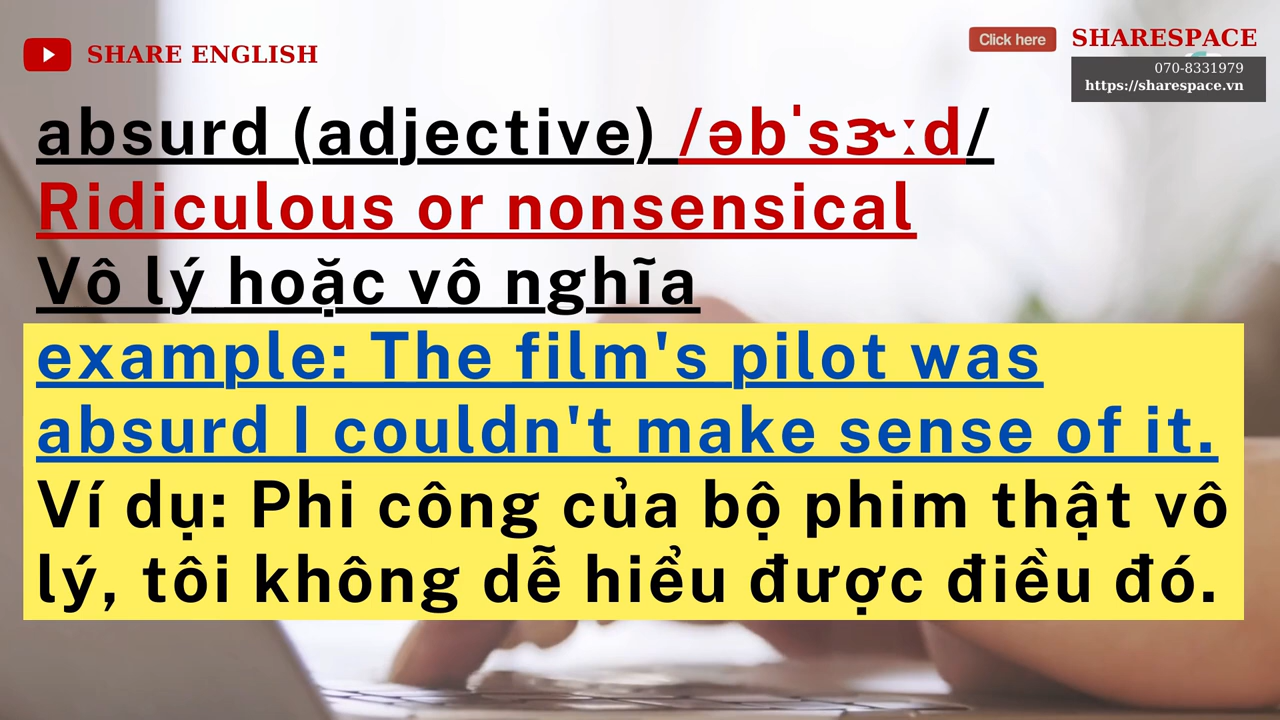 SHARE ENGLISH
Click here
SHARESPACE
070-8331979
https://sharespace.vn
absurd (adjective) /əbˈsɝːd/
Ridiculous or nonsensical
Vô lý hoặc vô nghĩa
example: The film's pilot was
absurd I couldn't make sense of it.
Ví dụ: Phi công của bộ phim thật vô
lý, tôi không dễ hiểu được điều đó.